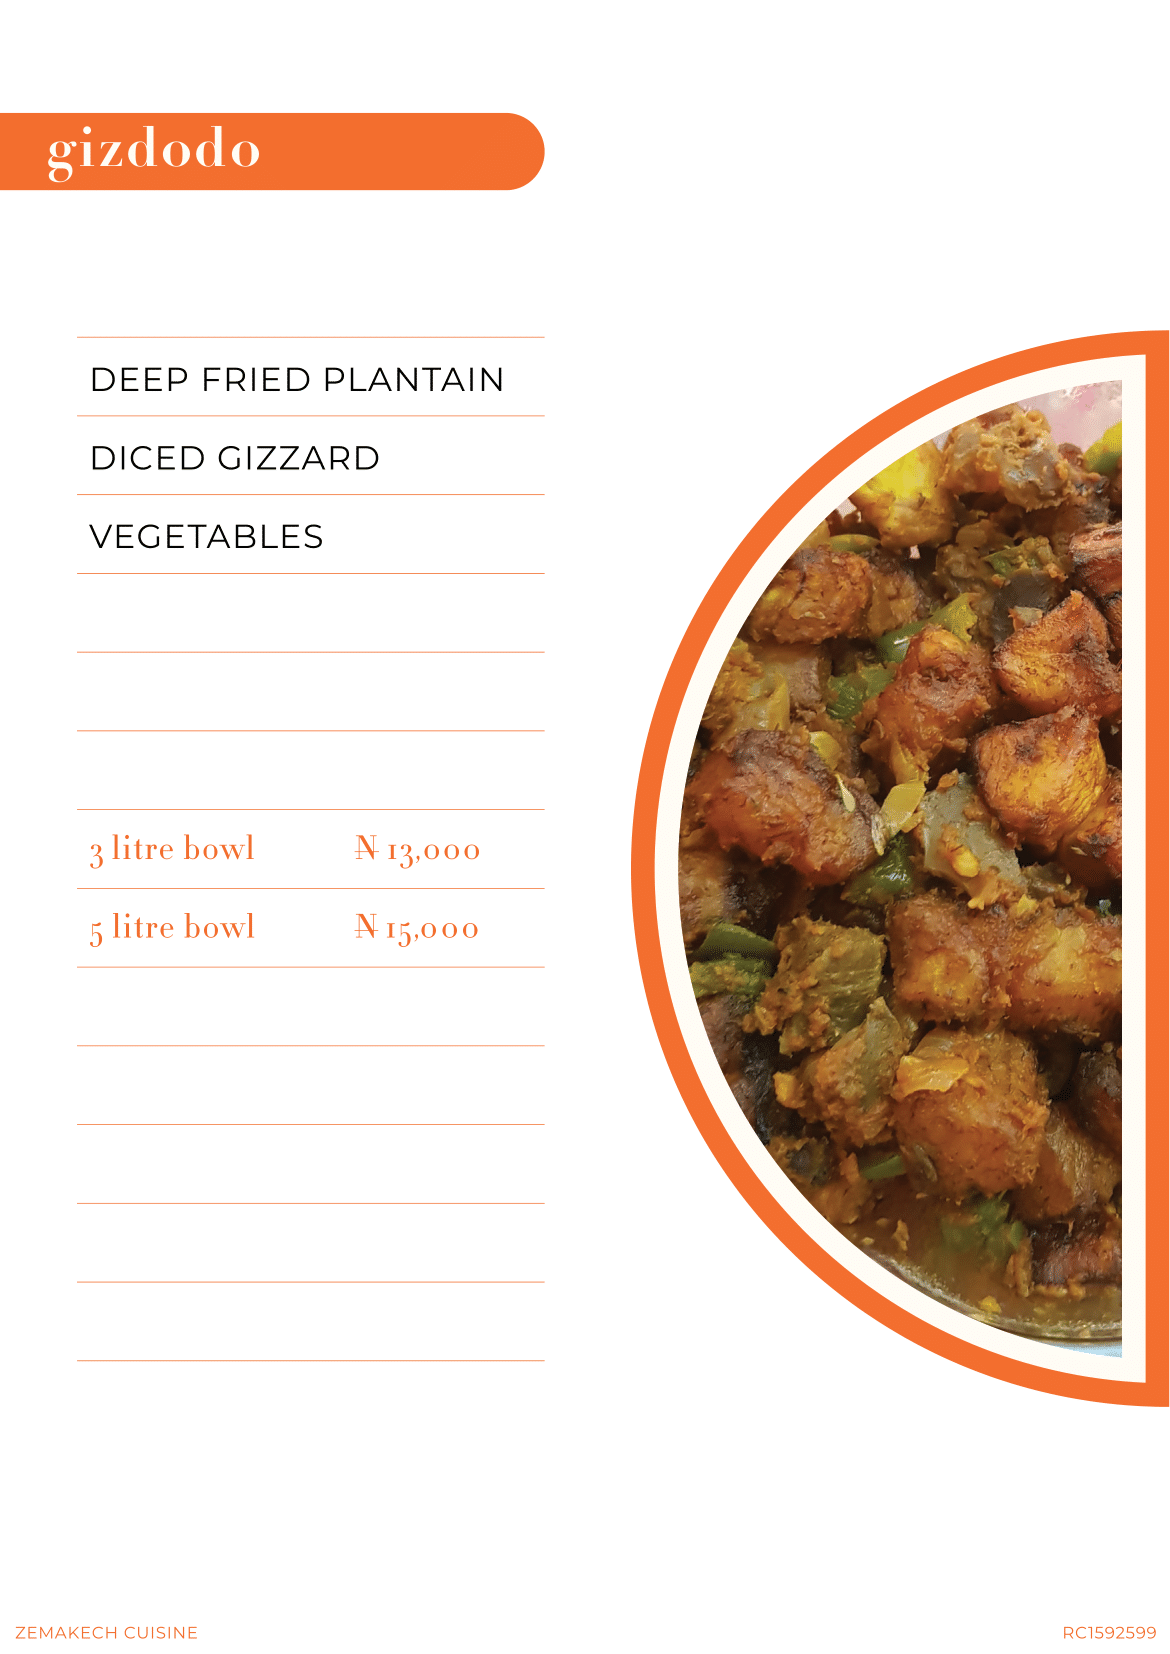 gizdodo
DEEP FRIED PLANTAIN
DICED GIZZARD
VEGETABLES
3 litre bowl ₦ 13,000
5 litre bowl ₦ 15,000
ZEMAKECH CUISINE RC1592599